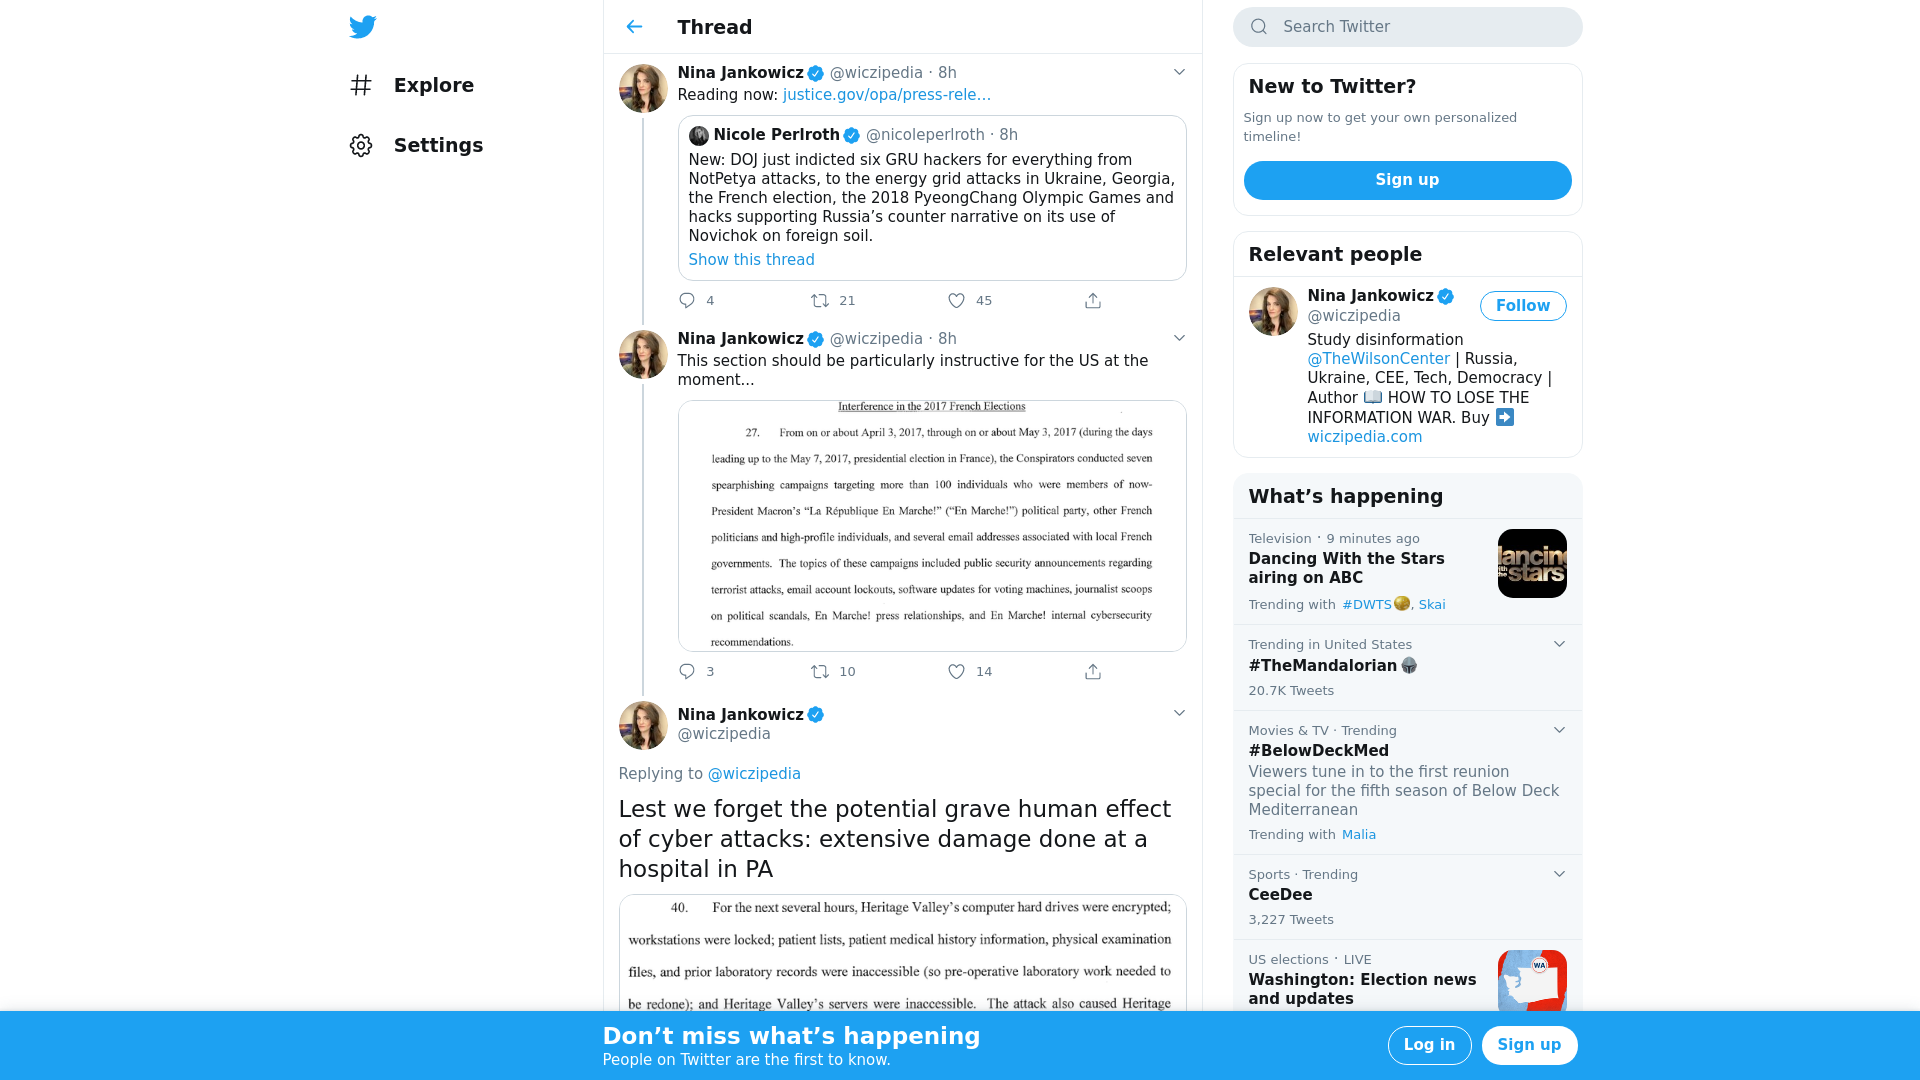 Explore
Settings
Thread
Nina Jankowicz @wiczipedia · 8h
Reading now: justice.gov/opa/press-rele…
Nicole Perlroth @nicoleperlroth · 8h
New: DOJ just indicted six GRU hackers for everything from
NotPetya attacks, to the energy grid attacks in Ukraine, Georgia,
the French election, the 2018 PyeongChang Olympic Games and
hacks supporting Russia’s counter narrative on its use of
Novichok on foreign soil.
Show this thread
4 21 45
Nina Jankowicz @wiczipedia · 8h
This section should be particularly instructive for the US at the
moment...
Interference in the 2017 French Elections
27. From on or about April 3, 2017, through on or about May 3, 2017 (during the days
leading up to the May 7, 2017, presidential election in France), the Conspirators conducted seven
spearphishing campaigns targeting more than 100 individuals who were members of now-
President Macron’s “La République En Marche!” (“En Marche!”) political party, other French
politicians and high-profile individuals, and several email addresses associated with local French
governments. The topics of these campaigns included public security announcements regarding
terrorist attacks, email account lockouts, software updates for voting machines, journalist scoops
on political scandals, En Marche! press relationships, and En Marche! internal cybersecurity
recommendations.
3 10 14
Nina Jankowicz
@wiczipedia
Replying to @wiczipedia
Lest we forget the potential grave human effect
of cyber attacks: extensive damage done at a
hospital in PA
40. For the next several hours, Heritage Valley’s computer hard drives were encrypted;
workstations were locked; patient lists, patient medical history information, physical examination
files, and prior laboratory records were inaccessible (so pre-operative laboratory work needed to
be redone); and Heritage Valley’s servers were inaccessible. The attack also caused Heritage
Search Twitter
New to Twitter?
Sign up now to get your own personalized
timeline!
Sign up
Relevant people
Nina Jankowicz
@wiczipedia
Follow
Study disinformation
@TheWilsonCenter | Russia,
Ukraine, CEE, Tech, Democracy |
Author 📖 HOW TO LOSE THE
INFORMATION WAR. Buy ➡️
wiczipedia.com
What’s happening
Television · 9 minutes ago
Dancing With the Stars
airing on ABC
Trending with #DWTS, Skai
dancing
with the
stars
Trending in United States
#TheMandalorian
20.7K Tweets
Movies & TV · Trending
#BelowDeckMed
Viewers tune in to the first reunion
special for the fifth season of Below Deck
Mediterranean
Trending with Malia
Sports · Trending
CeeDee
3,227 Tweets
US elections · LIVE
Washington: Election news
and updates
WA
Don’t miss what’s happening
People on Twitter are the first to know.
Log in
Sign up